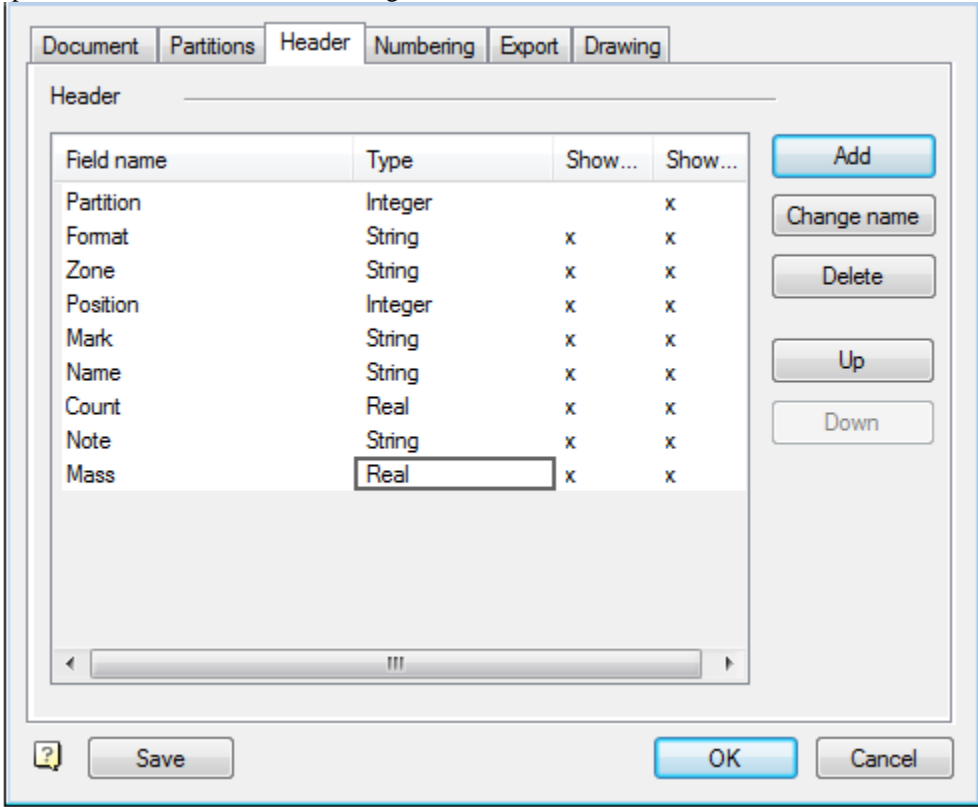 Document Partitions Header Numbering Export Drawing
Header
Field name Type Show... Show... Add
Partition Integer x
Change name
Format String x x
Zone String x x Delete
Position Integer x x
Mark String x x
Up
Name String x x
Count Real x x
Down
Note String x x
Mass Real x x
? Save OK Cancel